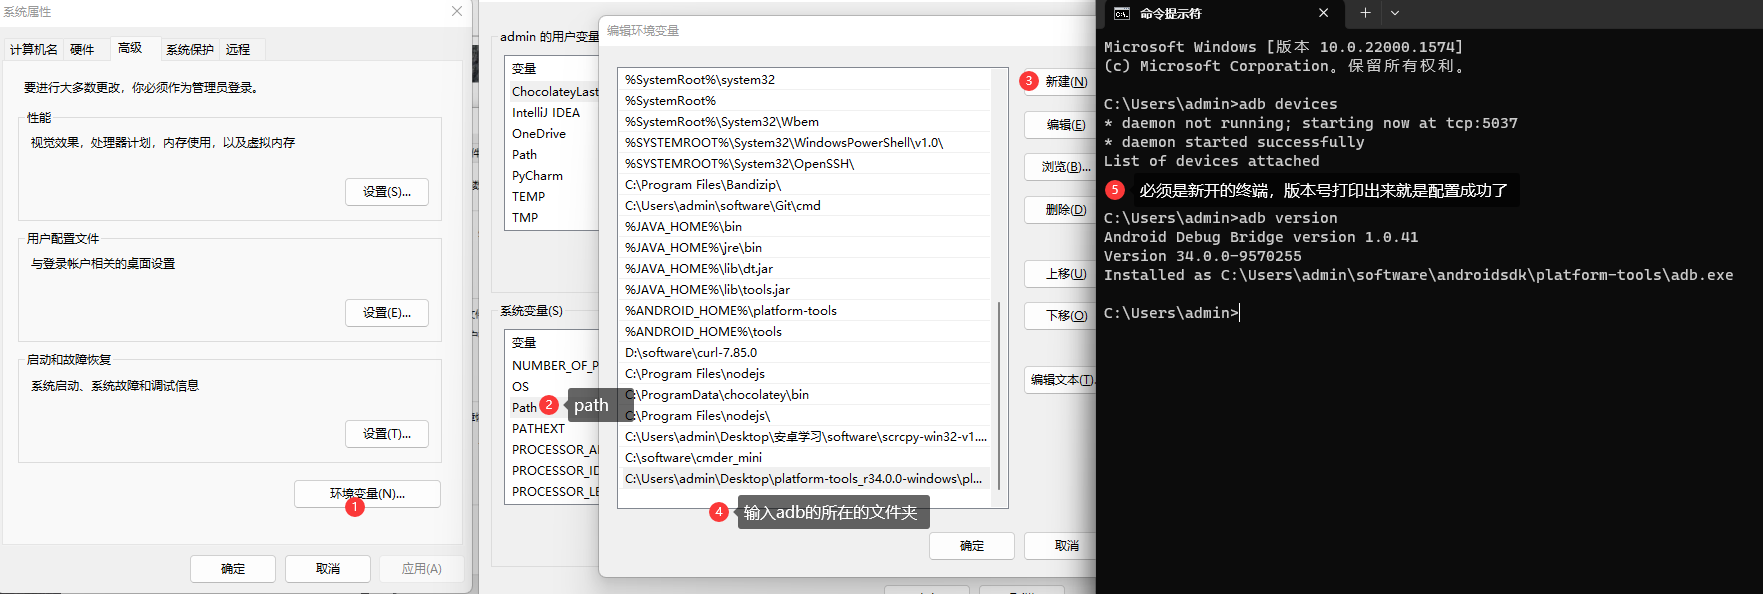 系统属性
计算机名 硬件 高级 系统保护 远程
要进行大多数更改，你必须作为管理员登录。
性能
视觉效果，处理器计划，内存使用，以及虚拟内存
设置(S)...
用户配置文件
与登录帐户相关的桌面设置
设置(E)...
启动和故障恢复
系统启动、系统故障和调试信息
设置(T)...
环境变量(N)...
1
确定 取消 应用(A)
admin 的用户变量
变量
ChocolateyLast
IntelliJ IDEA
OneDrive
Path
PyCharm
TEMP
TMP
系统变量(S)
变量
NUMBER_OF_P
OS
Path
2 path
PATHEXT
PROCESSOR_A
PROCESSOR_ID
PROCESSOR_LE
编辑环境变量
%SystemRoot%\system32
%SystemRoot%
%SystemRoot%\System32\Wbem
%SYSTEMROOT%\System32\WindowsPowerShell\v1.0\
%SYSTEMROOT%\System32\OpenSSH\
C:\Program Files\Bandizip\
C:\Users\admin\software\Git\cmd
%JAVA_HOME%\bin
%JAVA_HOME%\jre\bin
%JAVA_HOME%\lib\dt.jar
%JAVA_HOME%\lib\tools.jar
%ANDROID_HOME%\platform-tools
%ANDROID_HOME%\tools
D:\software\curl-7.85.0
C:\Program Files\nodejs
C:\ProgramData\chocolatey\bin
C:\Program Files\nodejs\
C:\Users\admin\Desktop\安卓学习\software\scrcpy-win32-v1....
C:\software\cmder_mini
C:\Users\admin\Desktop\platform-tools_r34.0.0-windows\pl...
4 输入adb的所在的文件夹
3 新建(N)
编辑(E)
浏览(B)...
删除(D)
上移(U)
下移(O)
编辑文本(T)
确定 取消
命令提示符
Microsoft Windows [版本 10.0.22000.1574]
(c) Microsoft Corporation。保留所有权利。
C:\Users\admin>adb devices
* daemon not running; starting now at tcp:5037
* daemon started successfully
List of devices attached
5 必须是新开的终端，版本号打印出来就是配置成功了
C:\Users\admin>adb version
Android Debug Bridge version 1.0.41
Version 34.0.0-9570255
Installed as C:\Users\admin\software\androidsdk\platform-tools\adb.exe
C:\Users\admin>